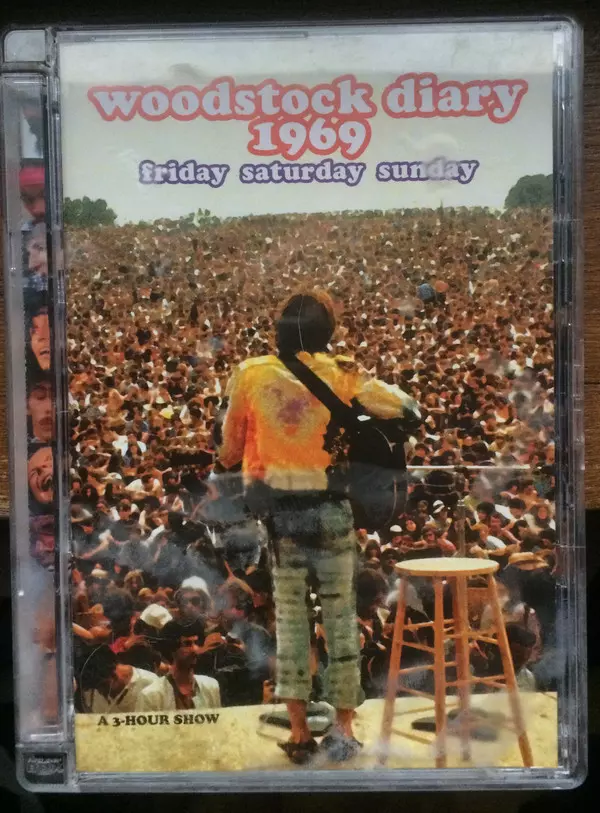 woodstock diary
1969
friday saturday sunday
A 3-HOUR SHOW